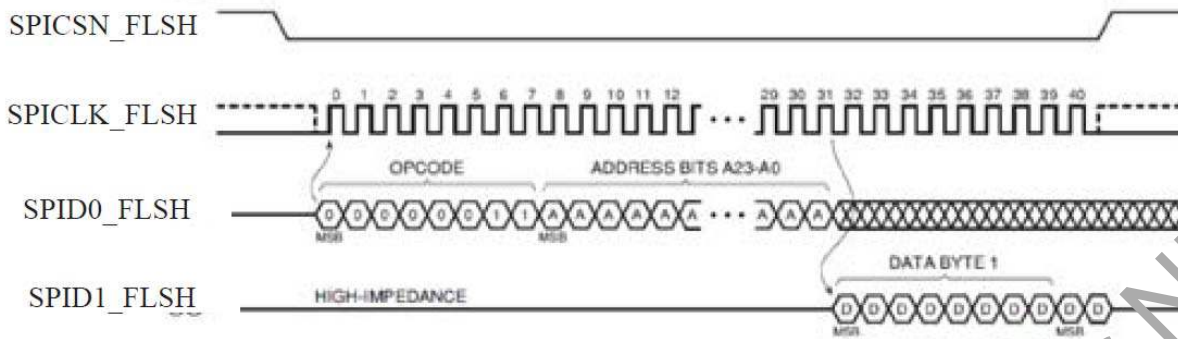 SPICSN_FLSH
0 1 2 3 4 5 6 7 8 9 10 11 12 29 30 31 32 33 34 35 36 37 38 39 40
SPICLK_FLSH
•••
OPCODE ADDRESS BITS A23-A0
SPID0_FLSH
0 0 0 0 0 0 1 1 A A A A A A ••• A A A
MSB MSB
DATA BYTE 1
SPID1_FLSH
HIGH-IMPEDANCE
D D D D D D D D D D
MSB MSB